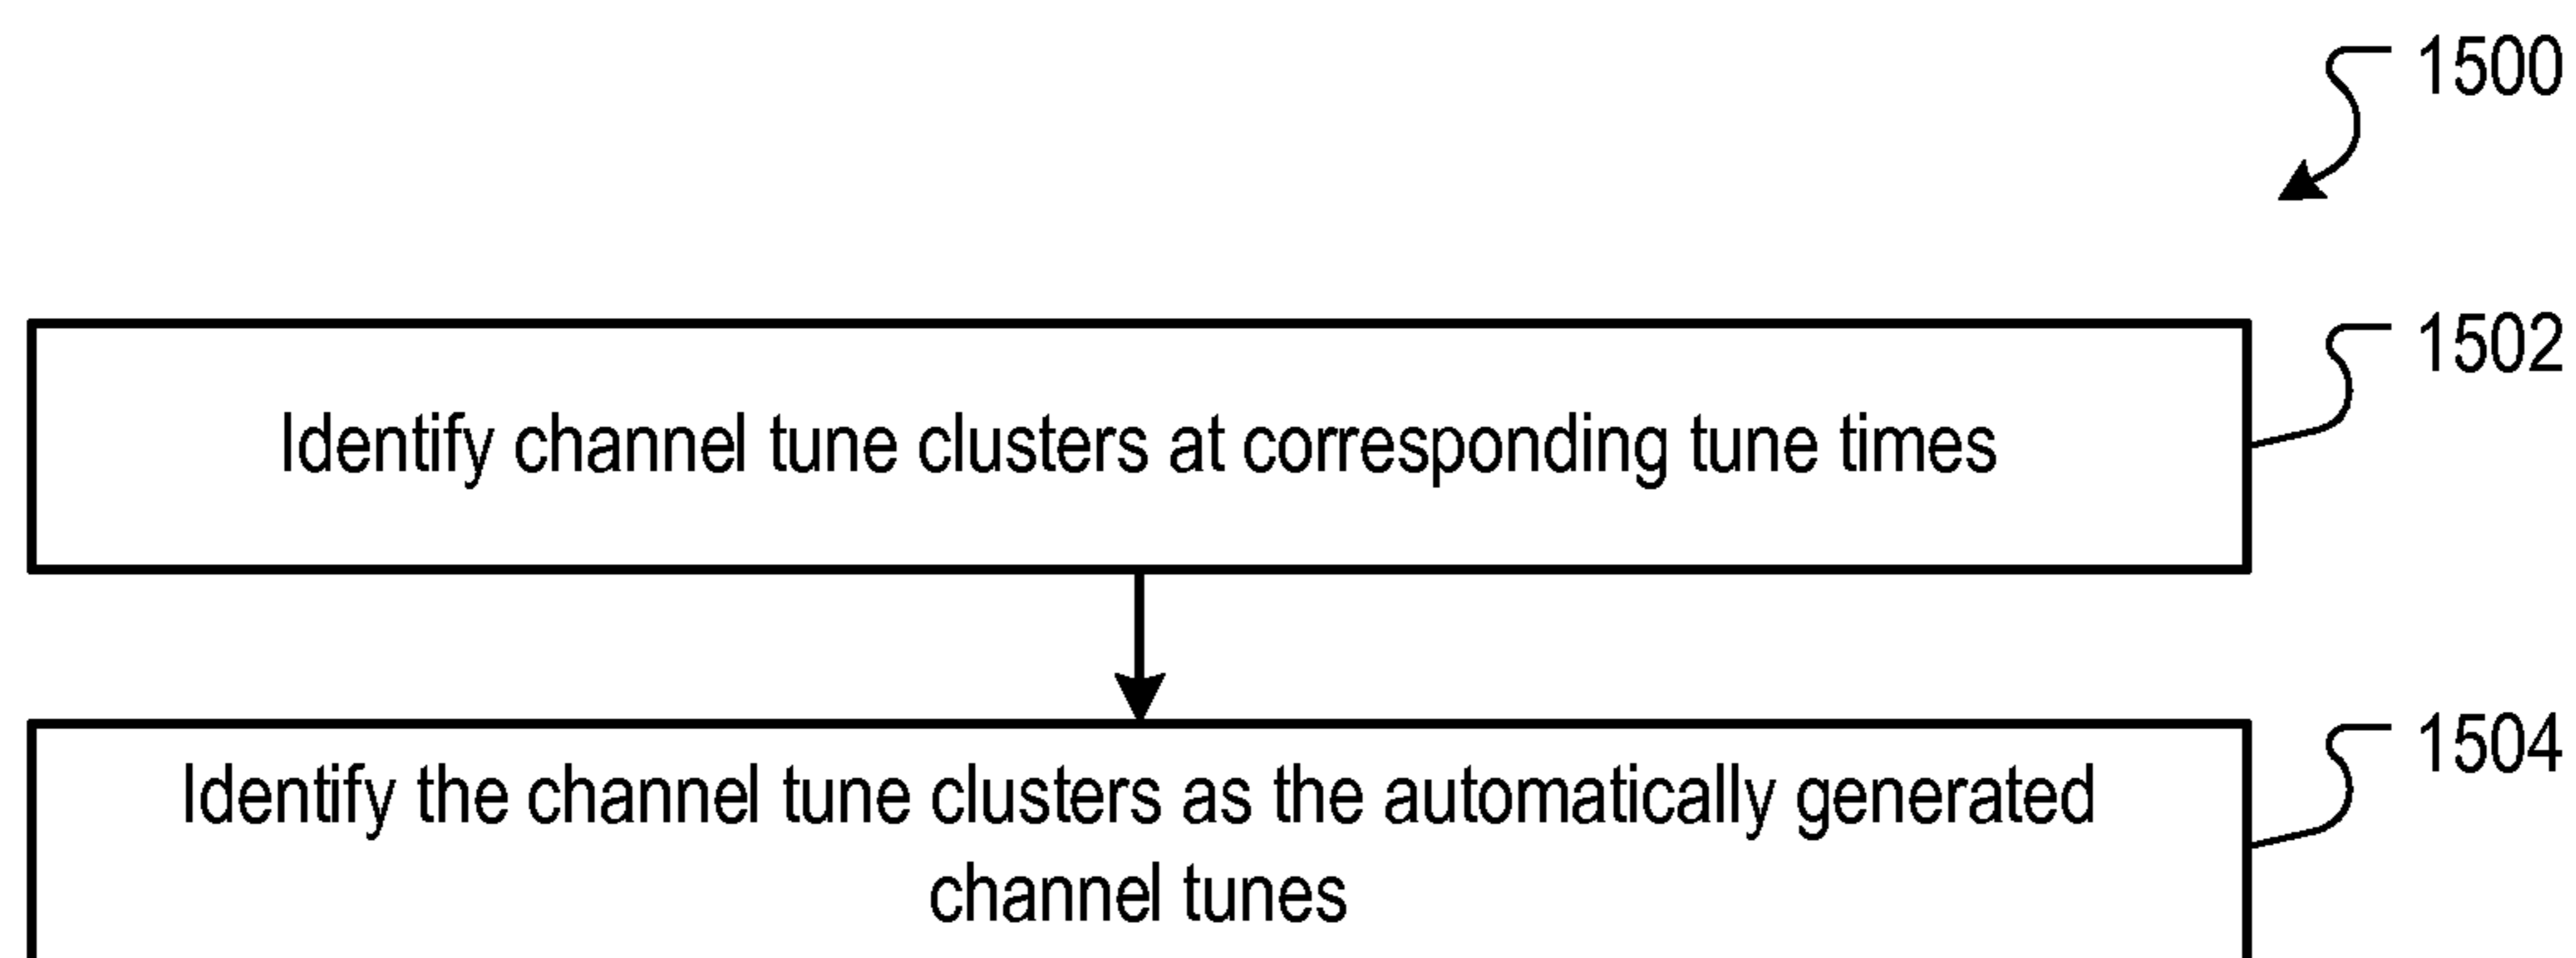 1500
1502
Identify channel tune clusters at corresponding tune times
1504
Identify the channel tune clusters as the automatically generated
channel tunes